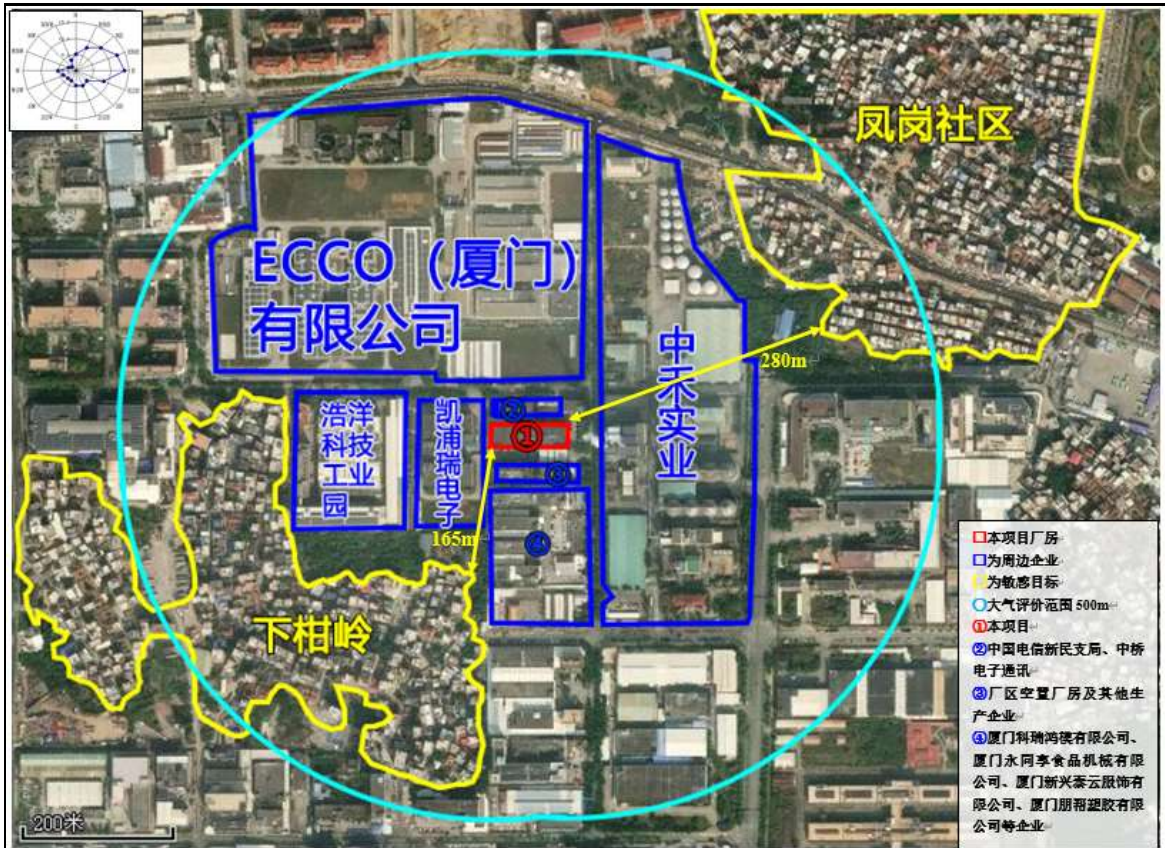 凤岗社区
ECCO（厦门）
有限公司
中禾实业
280m
浩洋
科技
工业
园
凯浦瑞电子
②
①
③
④
165m
下柑岭
200米
本项目厂房
为周边企业
为敏感目标
大气评价范围 500m
①本项目
②中国电信新民支局、中桥
电子通讯
③厂区空置厂房及其他生
产企业
④厦门科瑞鸿模有限公司、
厦门永同享食品机械有限
公司、厦门新兴泰云服饰有
限公司、厦门朋塑胶有限
公司等企业